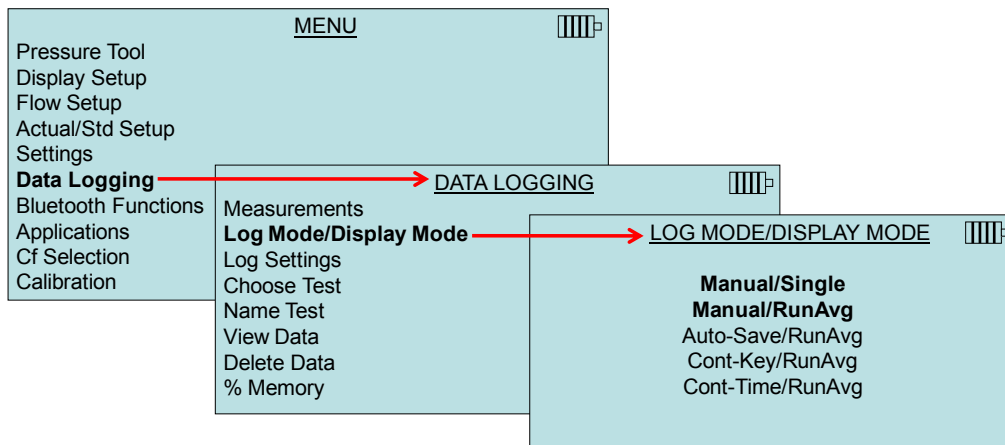 MENU
Pressure Tool
Display Setup
Flow Setup
Actual/Std Setup
Settings
Data Logging
Bluetooth Functions
Applications
Cf Selection
Calibration
DATA LOGGING
Measurements
Log Mode/Display Mode
Log Settings
Choose Test
Name Test
View Data
Delete Data
% Memory
LOG MODE/DISPLAY MODE
Manual/Single
Manual/RunAvg
Auto-Save/RunAvg
Cont-Key/RunAvg
Cont-Time/RunAvg